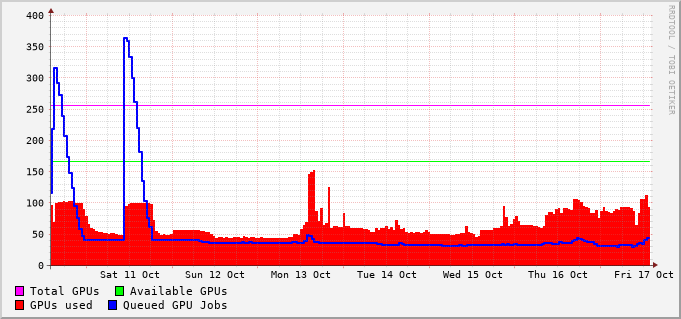 400
350
300
250
200
150
100
50
0
Sat 11 Oct Sun 12 Oct Mon 13 Oct Tue 14 Oct Wed 15 Oct Thu 16 Oct Fri 17 Oct
Total GPUs Available GPUs
GPUs used Queued GPU Jobs
RRDTOOL / TOBI OETIKER